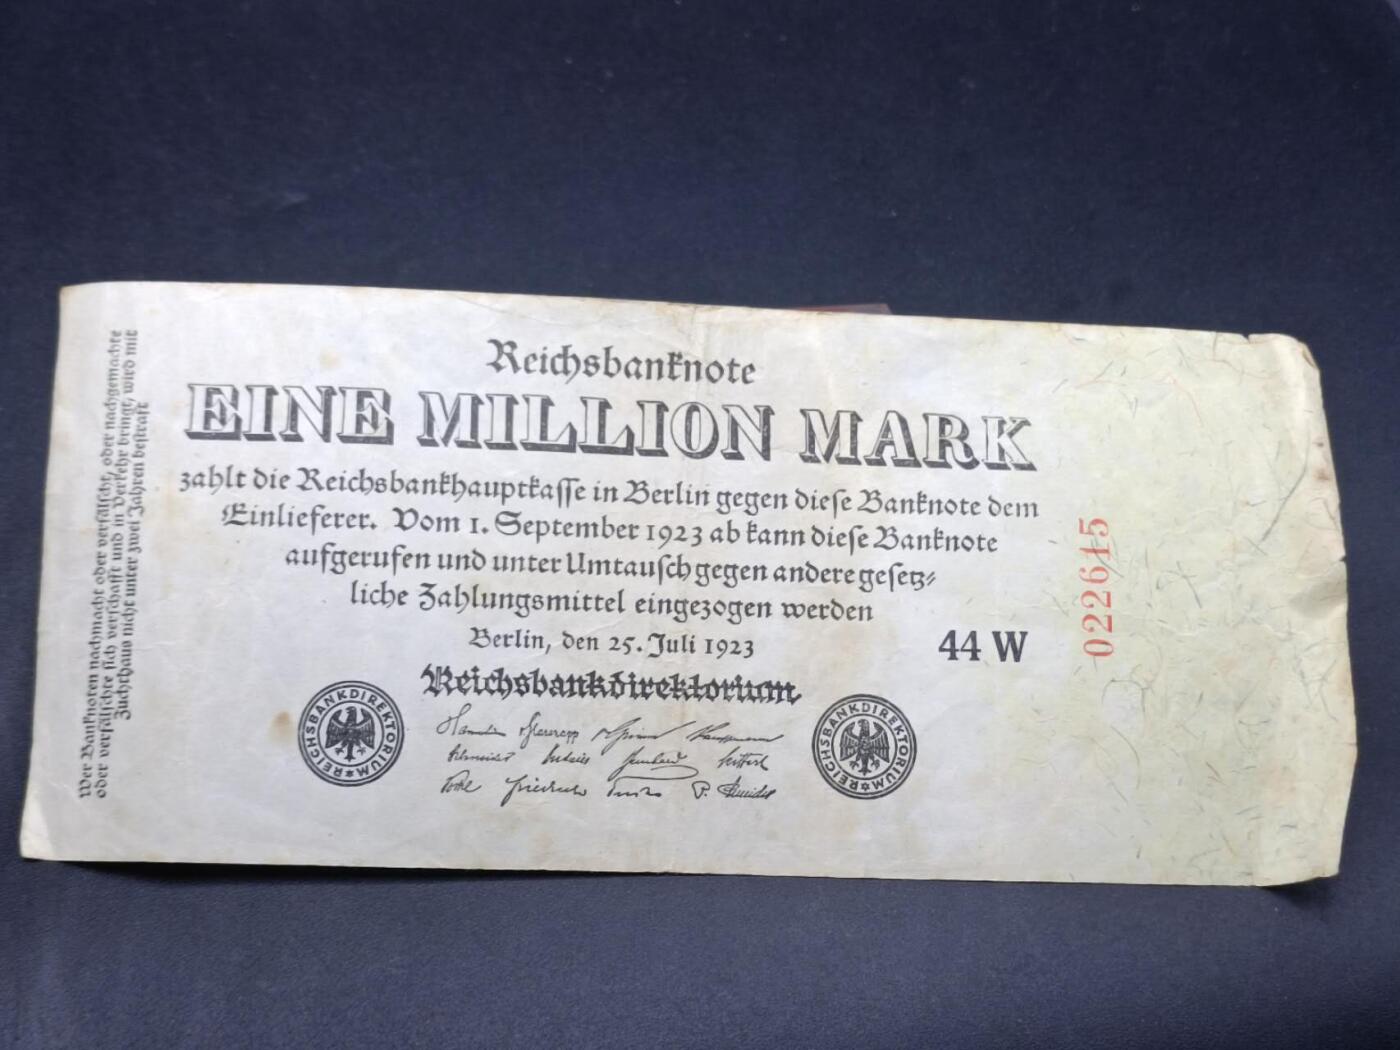 Reichsbanknote
EINE MILLION MARK
zahlt die Reichsbankhauptkasse in Berlin gegen diese Banknote dem
Einlieferer. Vom 1. September 1923 ab kann diese Banknote
aufgerufen und unter Umtausch gegen andere gesetz-
liche Zahlungsmittel eingezogen werden
Berlin, den 25. Juli 1923
44 W
022615
Reichsbankdirektorium
REICHSBANKDIREKTORIUM
REICHSBANKDIREKTORIUM
Wer Banknoten nachmacht oder verfälscht, oder nachgemachte
oder verfälschte sich verschafft und in Verkehr bringt, wird mit
Zuchthaus nicht unter zwei Jahren bestraft